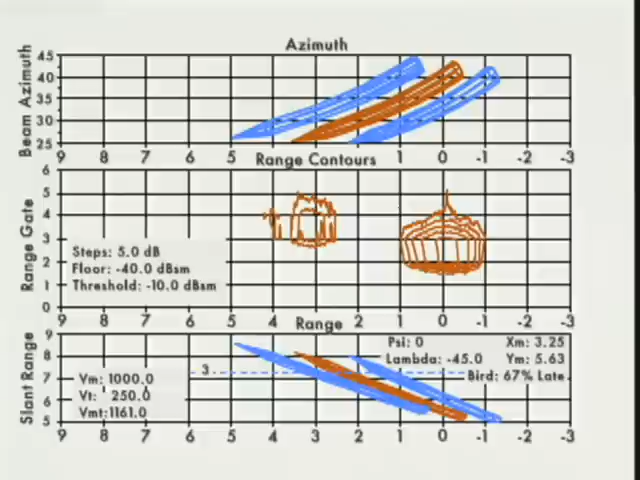 Azimuth
Beam Azimuth
45
40
35
30
25
9 8 7 6 5 4 3 2 1 0 -1 -2 -3
Range Contours
Range Gate
6
5
4
3
2
1
0
Steps: 5.0 dB
Floor: -40.0 dBsm
Threshold: -10.0 dBsm
9 8 7 6 5 4 3 2 1 0 -1 -2 -3
Range
Slant Range
9
8
7
6
5
Psi: 0 Xm: 3.25
Lambda: -45.0 Ym: 5.63
Bird: 67% Late
3
Vm: 1000.0
Vt: 250.0
Vmt:1161.0
9 8 7 6 5 4 3 2 1 0 -1 -2 -3